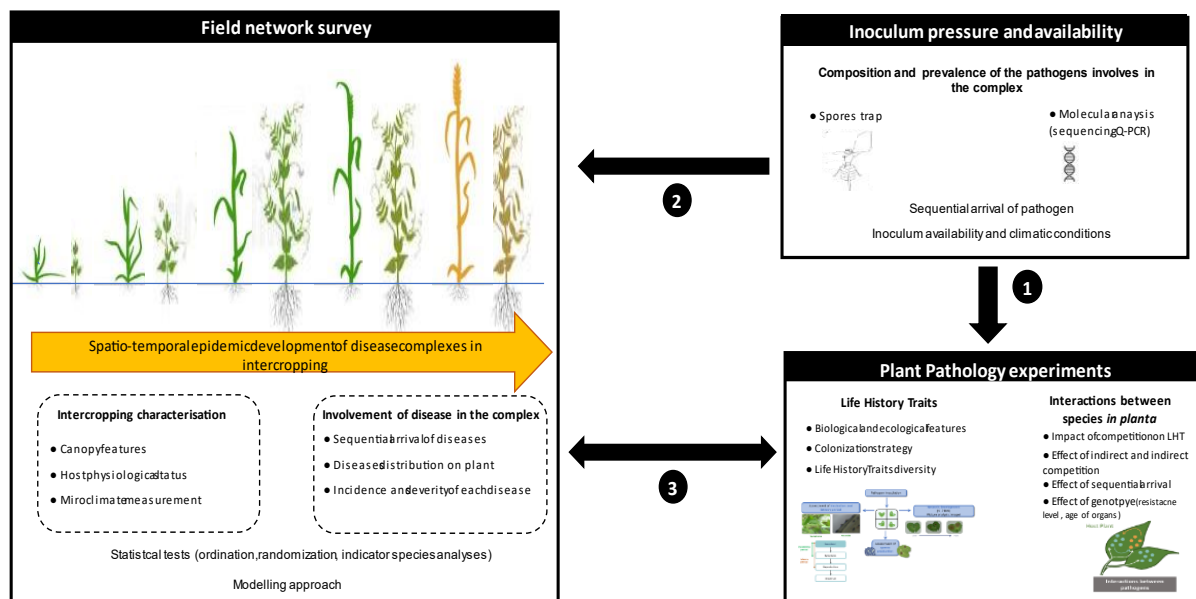 Field network survey
Spatio-temporal epidemic development of disease complexes in
intercropping
Intercropping characterisation
● Canopy features
● Host physiological status
● Miroclimate measurement
Involvement of disease in the complex
● Sequential arrival of diseases
● Diseases distribution on plant
● Incidence and severity of each disease
Statistcal tests (ordination, randomization, indicator species analyses)
Modelling approach
2
3
Inoculum pressure and availability
Composition and prevalence of the pathogens involves in
the complex
● Spores trap
● Molecular anaysis
(sequencing Q-PCR)
Sequential arrival of pathogen
Inoculum availability and climatic conditions
1
Plant Pathology experiments
Life History Traits
● Biological and ecological features
● Colonization strategy
● Life History Traits diversity
Interactions between
species in planta
● Impact of competition on LHT
● Effect of indirect and indirect
competition
● Effect of sequential arrival
● Effect of genotpye (resistacne
level, age of organs)
Host Plant
Interactions between
pathogens